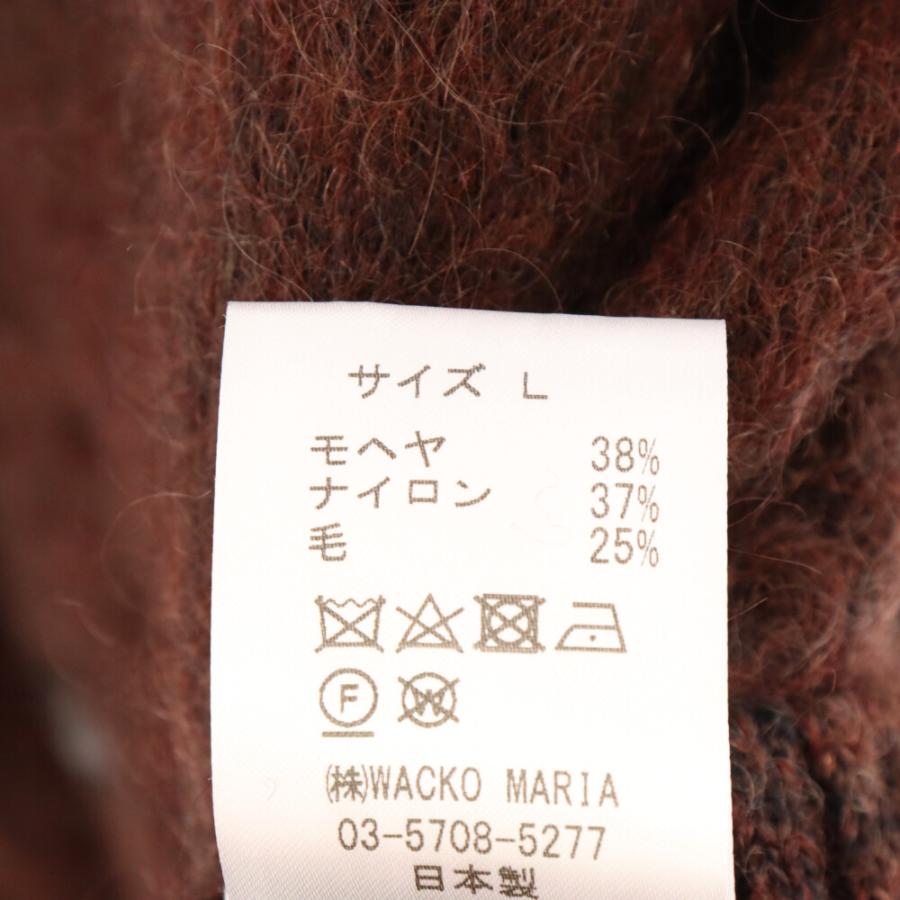 サイズ L
モヘヤ 38%
ナイロン 37%
毛 25%
F W
㈱WACKO MARIA
03-5708-5277
日本製